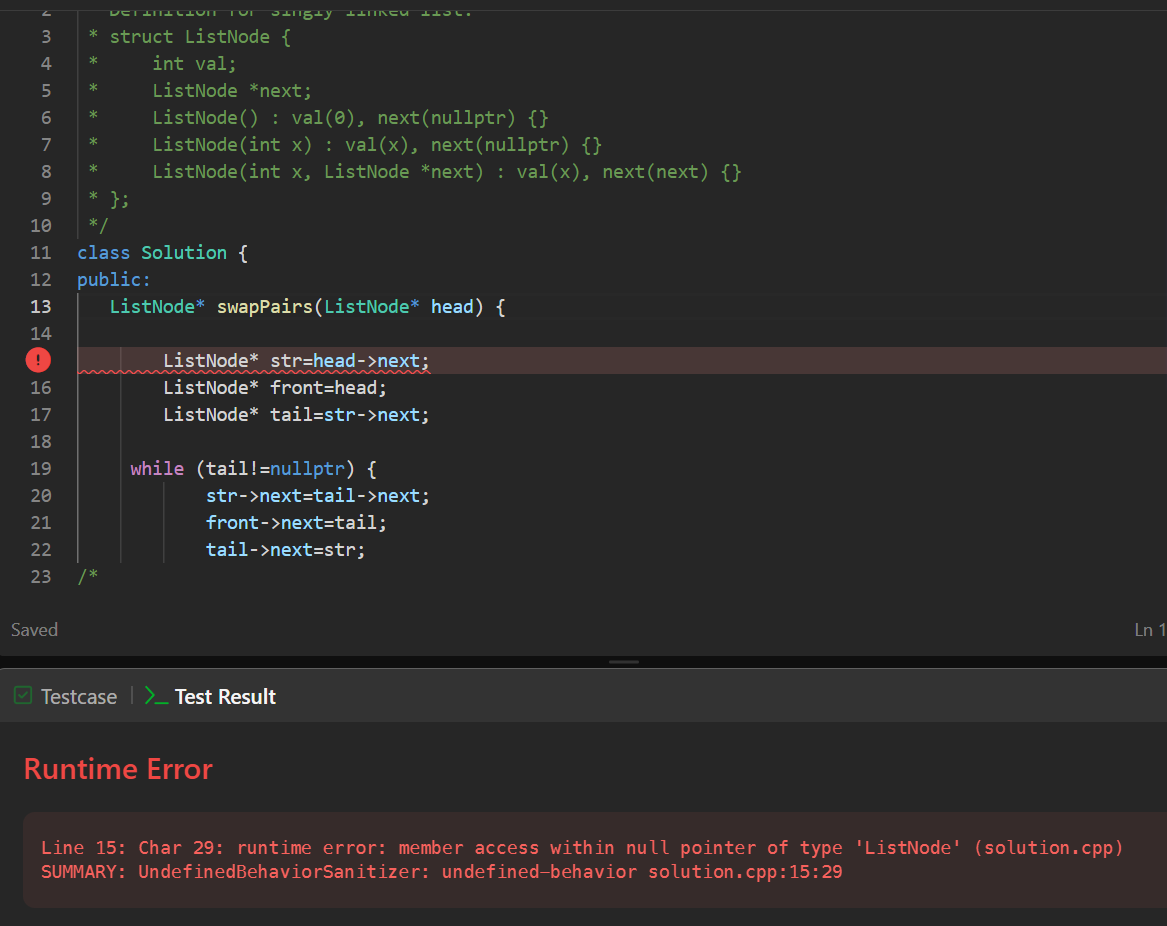 2   Definition for singly linked list.
3    * struct ListNode {
4    *     int val;
5    *     ListNode *next;
6    *     ListNode() : val(0), next(nullptr) {}
7    *     ListNode(int x) : val(x), next(nullptr) {}
8    *     ListNode(int x, ListNode *next) : val(x), next(next) {}
9    * };
10   */
11  class Solution {
12  public:
13     ListNode* swapPairs(ListNode* head) {
14
!          ListNode* str=head->next;
16         ListNode* front=head;
17         ListNode* tail=str->next;
18
19       while (tail!=nullptr) {
20              str->next=tail->next;
21              front->next=tail;
22              tail->next=str;
23  /*
Saved
Ln 1
Testcase | >_ Test Result
Runtime Error
Line 15: Char 29: runtime error: member access within null pointer of type 'ListNode' (solution.cpp)
SUMMARY: UndefinedBehaviorSanitizer: undefined-behavior solution.cpp:15:29